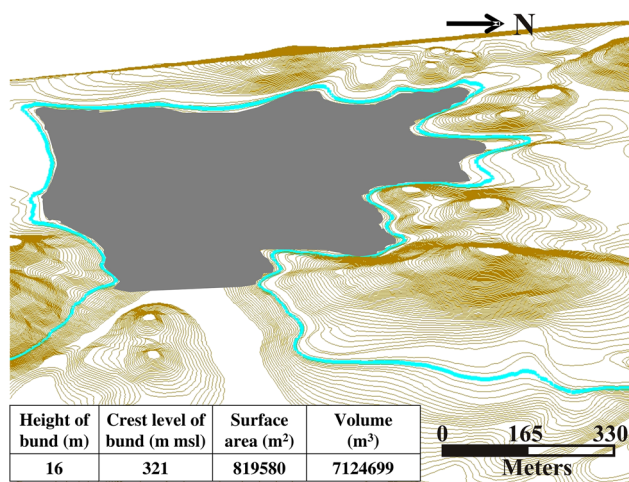 N
Height of bund (m) Crest level of bund (m msl) Surface area (m²) Volume (m³)
16 321 819580 7124699
0 165 330
Meters